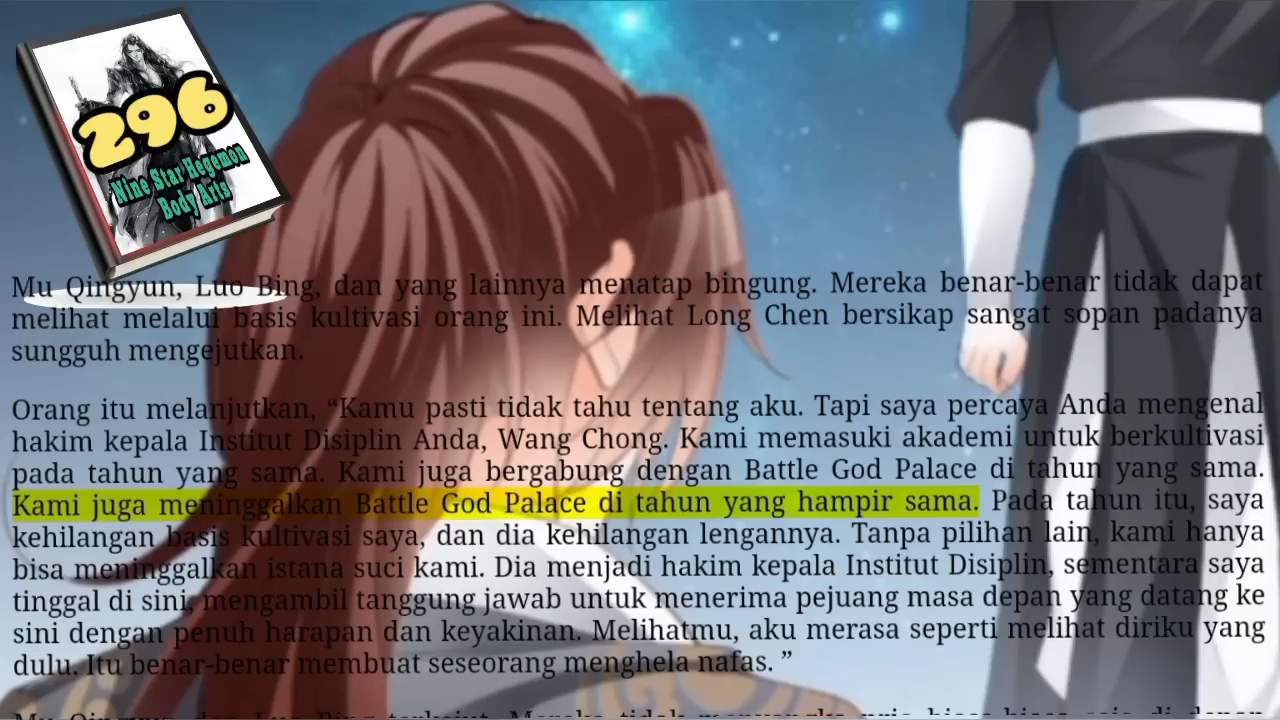 296
Nine Star Hegemon
Body Arts
Mu Qingyun, Luo Bing, dan yang lainnya menatap bingung. Mereka benar-benar tidak dapat
melihat melalui basis kultivasi orang ini. Melihat Long Chen bersikap sangat sopan padanya
sungguh mengejutkan.
Orang itu melanjutkan, “Kamu pasti tidak tahu tentang aku. Tapi saya percaya Anda mengenal
hakim kepala Institut Disiplin Anda, Wang Chong. Kami memasuki akademi untuk berkultivasi
pada tahun yang sama. Kami juga bergabung dengan Battle God Palace di tahun yang sama.
Kami juga meninggalkan Battle God Palace di tahun yang hampir sama. Pada tahun itu, saya
kehilangan basis kultivasi saya, dan dia kehilangan lengannya. Tanpa pilihan lain, kami hanya
bisa meninggalkan istana suci kami. Dia menjadi hakim kepala Institut Disiplin, sementara saya
tinggal di sini, mengambil tanggung jawab untuk menerima pejuang masa depan yang datang ke
sini dengan penuh harapan dan keyakinan. Melihatmu, aku merasa seperti melihat diriku yang
dulu. Itu benar-benar membuat seseorang menghela nafas. ”